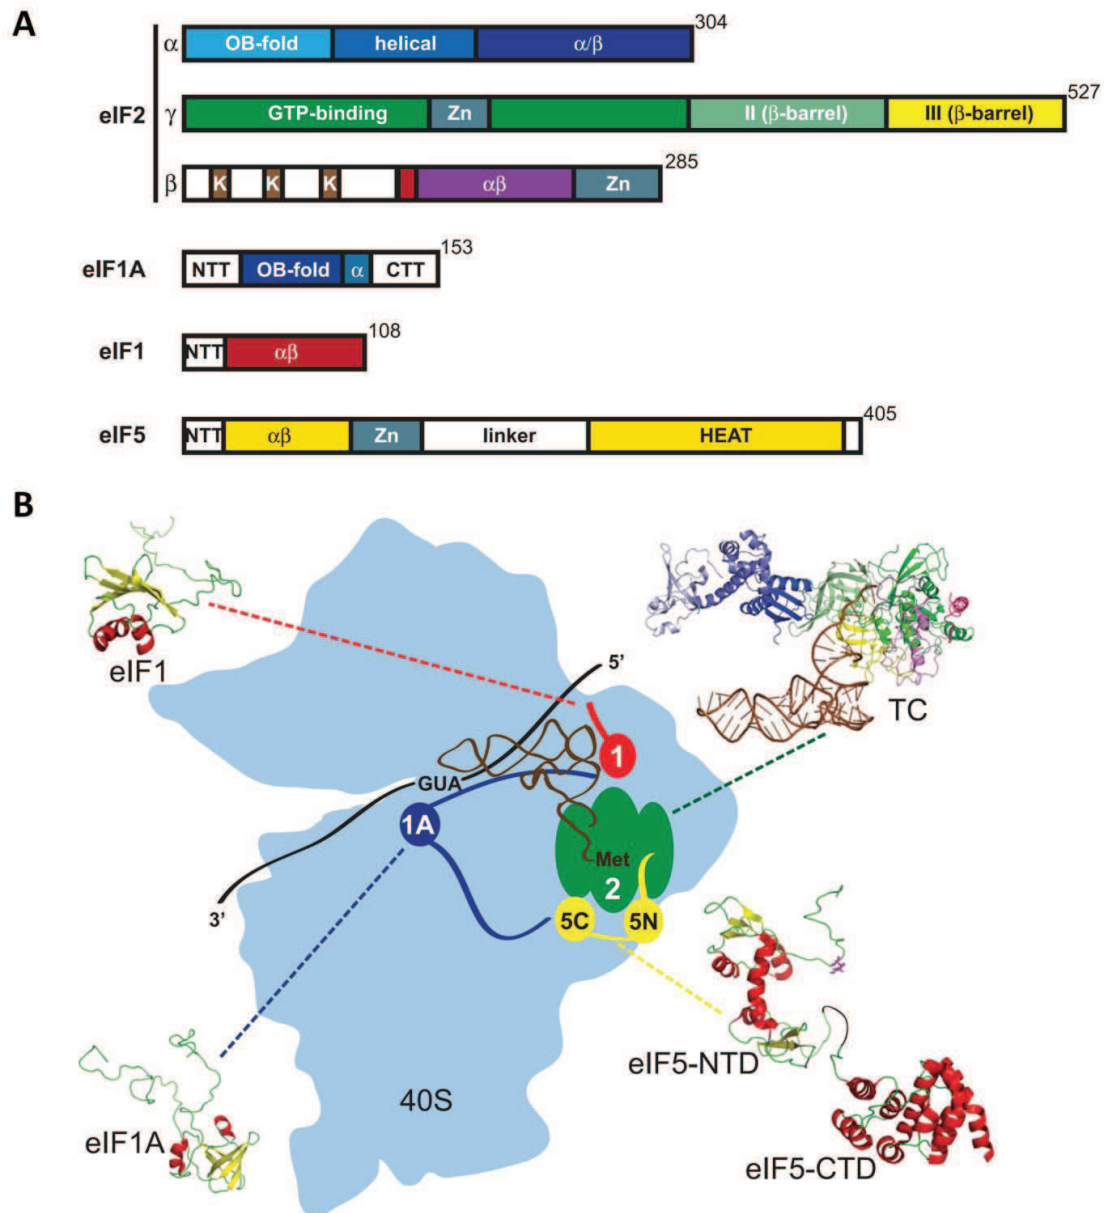 A
304
α OB-fold helical α/β
527
eIF2 γ GTP-binding Zn II (β-barrel) III (β-barrel)
285
β K K K αβ Zn
153
eIF1A NTT OB-fold α CTT
108
eIF1 NTT αβ
405
eIF5 NTT αβ Zn linker HEAT
B
eIF1
5’
TC
1
GUA
1A
Met
2
3’
5C 5N
eIF5-NTD
40S
eIF1A
eIF5-CTD